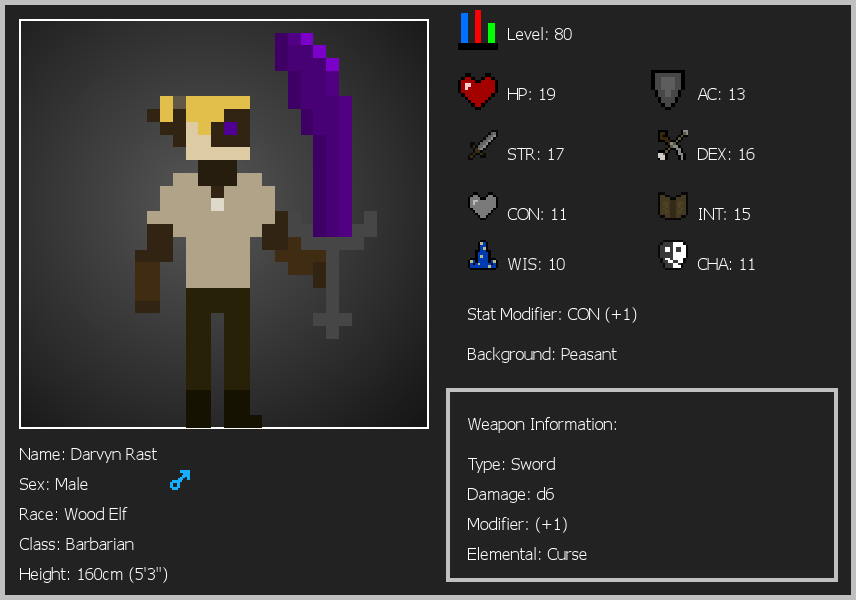 Level: 80
HP: 19
AC: 13
STR: 17
DEX: 16
CON: 11
INT: 15
WIS: 10
CHA: 11
Stat Modifier: CON (+1)
Background: Peasant
Weapon Information:
Type: Sword
Damage: d6
Modifier: (+1)
Elemental: Curse
Name: Darvyn Rast
Sex: Male
Race: Wood Elf
Class: Barbarian
Height: 160cm (5'3")